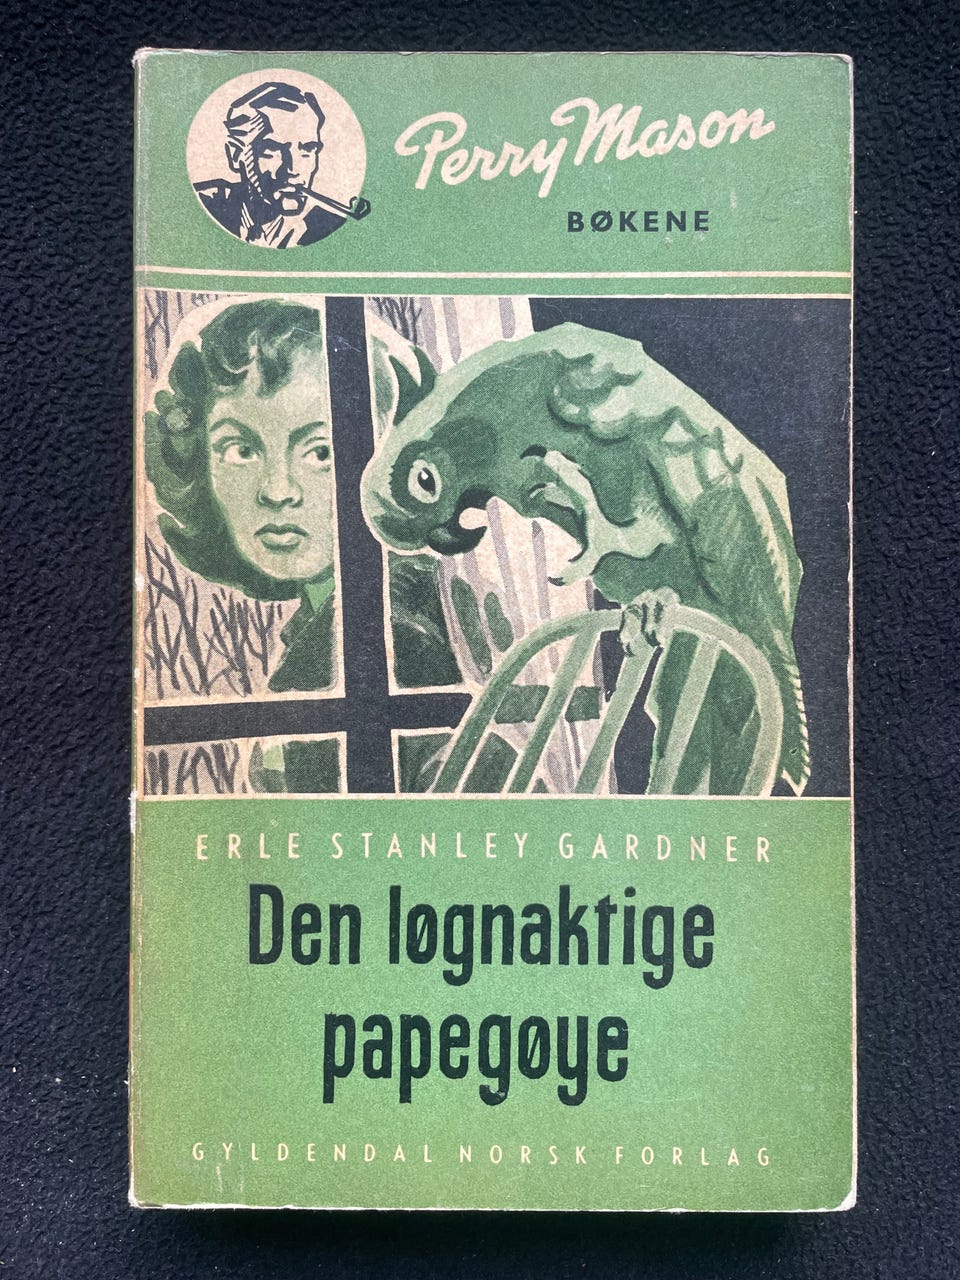 Perry Mason
BØKENE
ERLE STANLEY GARDNER
Den løgnaktige
papegøye
GYLDENDAL NORSK FORLAG